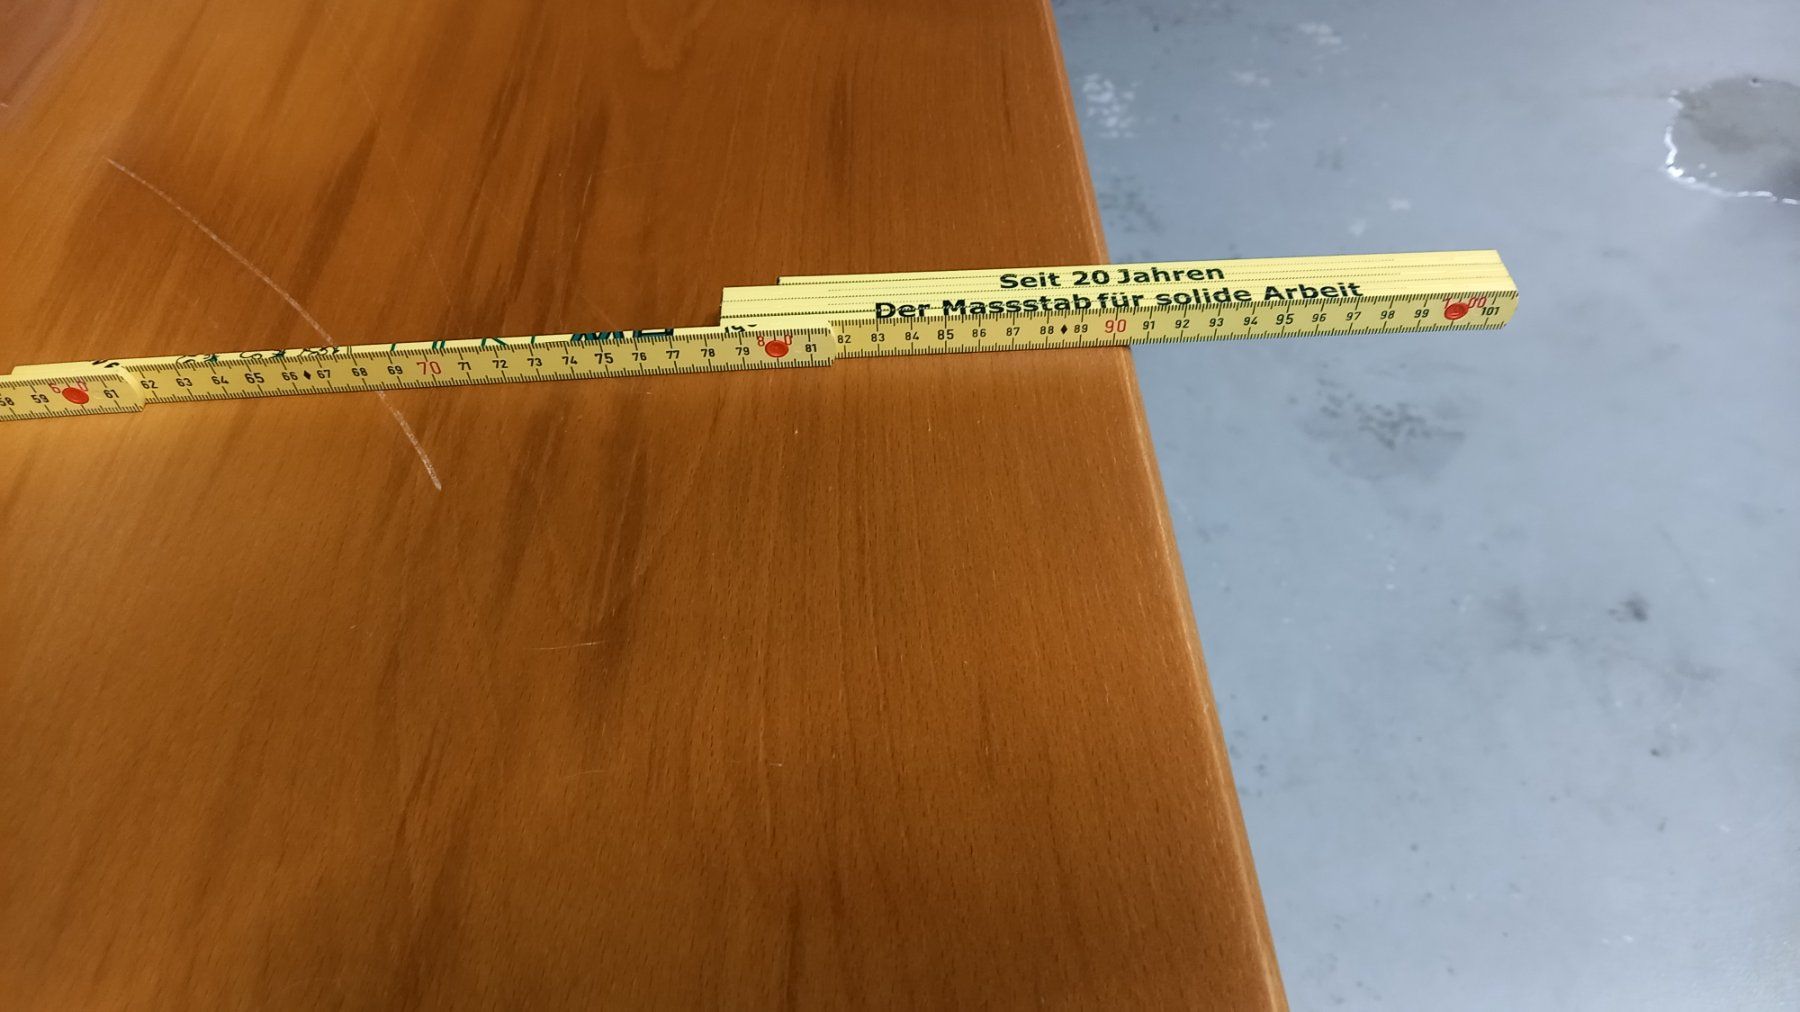 Seit 20 Jahren
Der Massstab für solide Arbeit
58 59 60 61 62 63 64 65 66 67 68 69 70 71 72 73 74 75 76 77 78 79 80 81 82 83 84 85 86 87 88 89 90 91 92 93 94 95 96 97 98 99 100 101